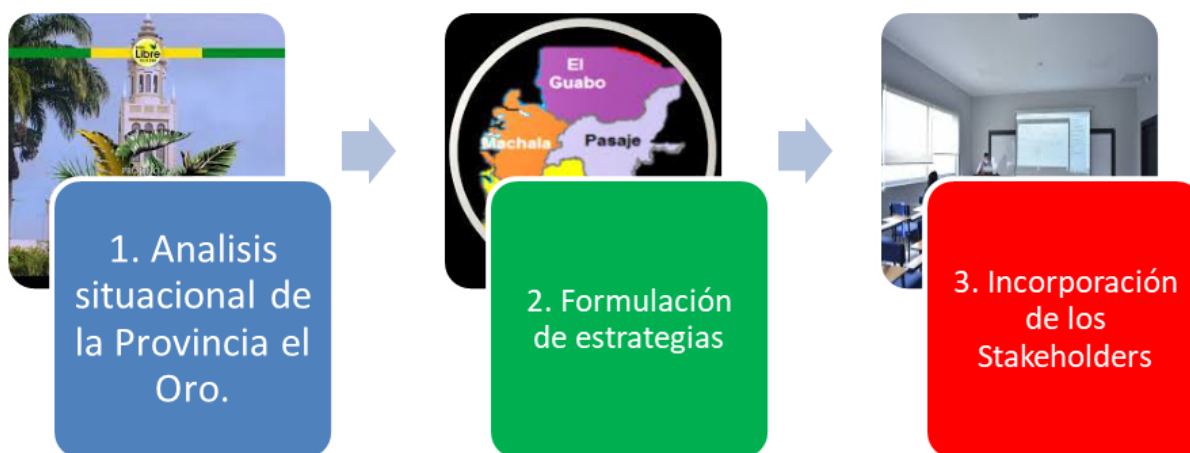 Libre
El
Guabo
Machala
Pasaje
1. Analisis
situacional de
la Provincia el
Oro.
2. Formulación
de estrategias
3. Incorporación
de los
Stakeholders